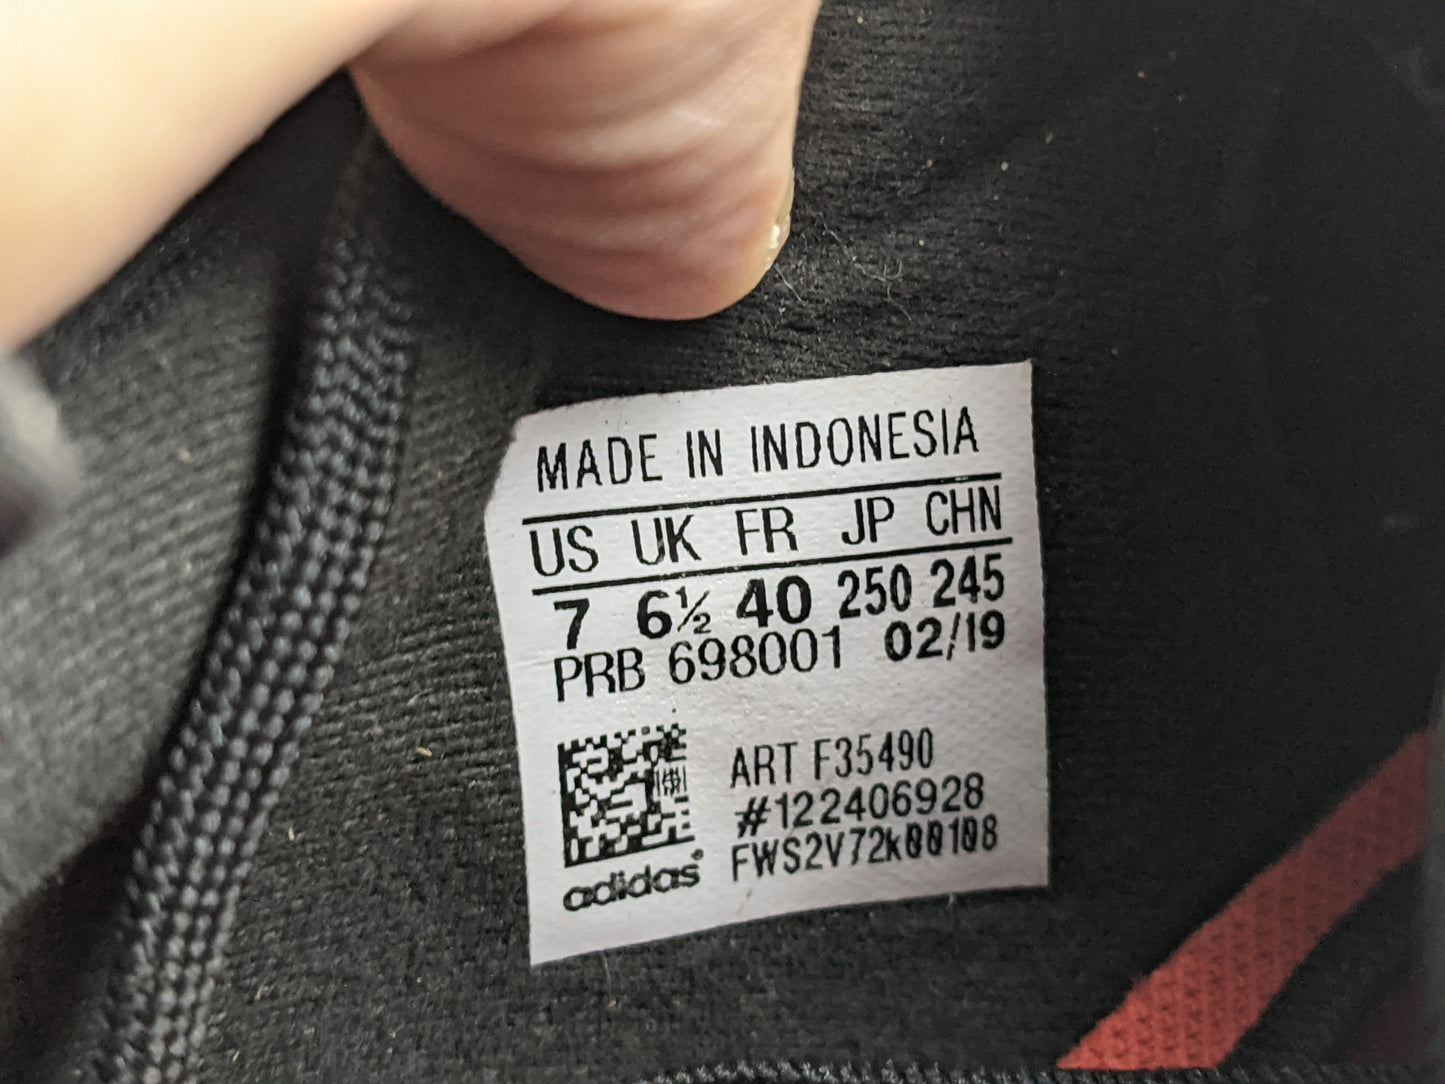 MADE IN INDONESIA
US UK FR JP CHN
7 6½ 40 250 245
PRB 698001 02/19
ART F35490
#122406928
FWS2V72k00108
adidas®